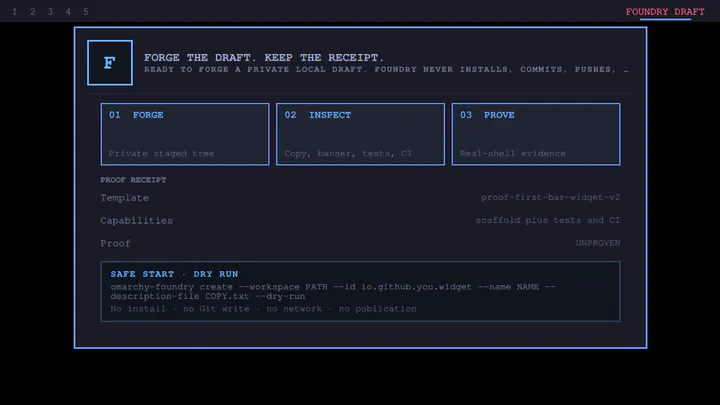 1 2 3 4 5
FOUNDRY DRAFT
F
FORGE THE DRAFT. KEEP THE RECEIPT.
READY TO FORGE A PRIVATE LOCAL DRAFT. FOUNDRY NEVER INSTALLS, COMMITS, PUSHES, …
01 FORGE
Private staged tree
02 INSPECT
Copy, banner, tests, CI
03 PROVE
Real-shell evidence
PROOF RECEIPT
Template
proof-first-bar-widget-v2
Capabilities
scaffold plus tests and CI
Proof
UNPROVEN
SAFE START · DRY RUN
omarchy-foundry create --workspace PATH --id io.github.you.widget --name NAME --
description-file COPY.txt --dry-run
No install · no Git write · no network · no publication